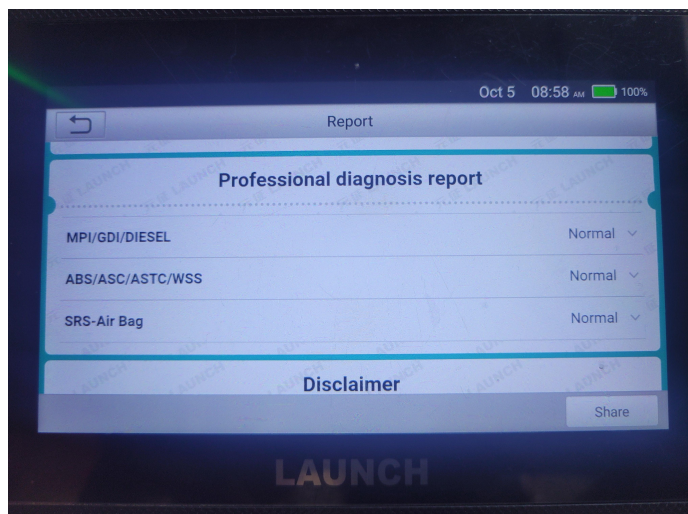 Oct 5 08:58 AM 100%
Report
Professional diagnosis report
MPI/GDI/DIESEL Normal
ABS/ASC/ASTC/WSS Normal
SRS-Air Bag Normal
Disclaimer
Share
LAUNCH